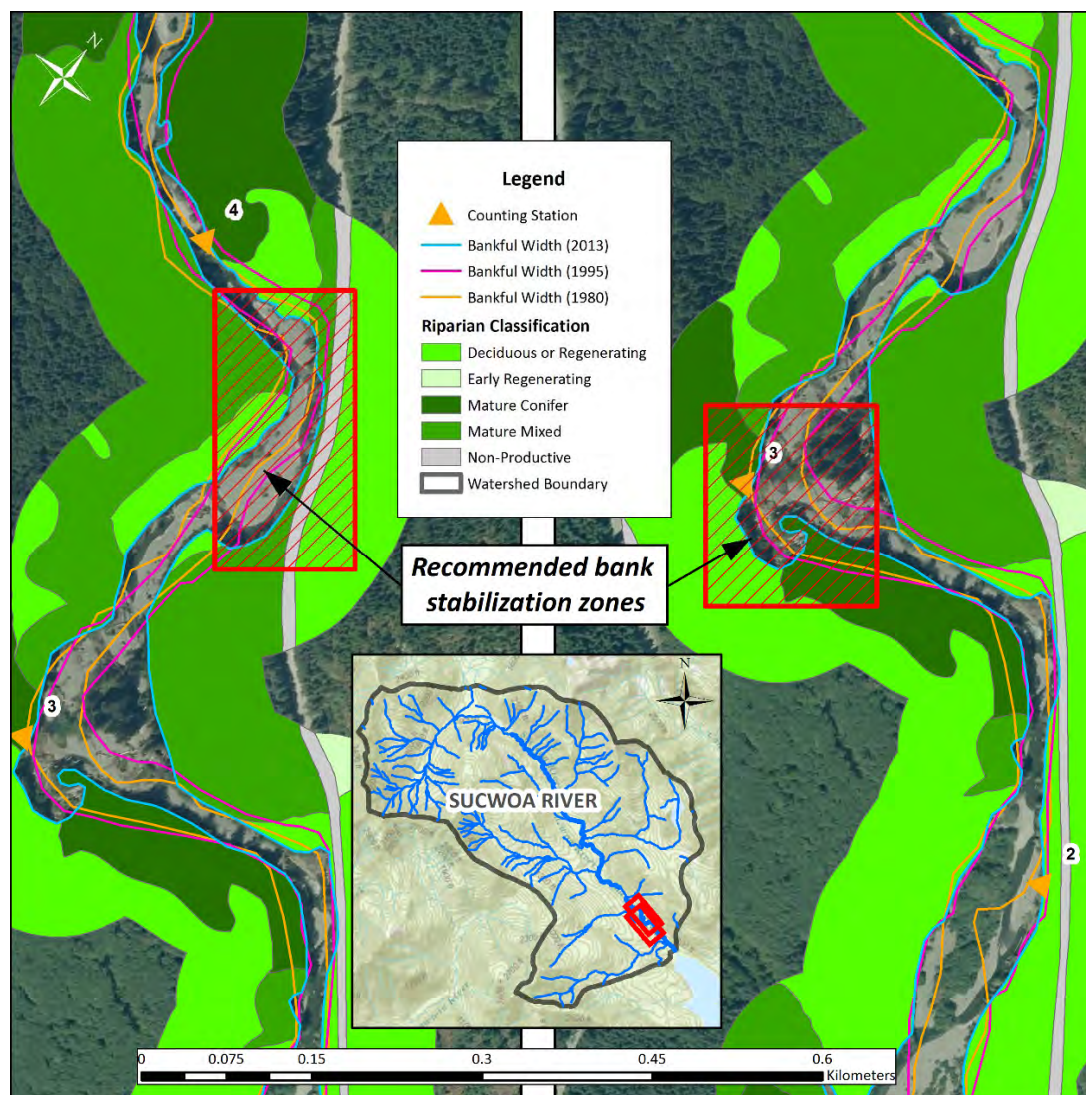 N
4
Legend
Counting Station
Bankful Width (2013)
Bankful Width (1995)
Bankful Width (1980)
Riparian Classification
Deciduous or Regenerating
Early Regenerating
Mature Conifer
Mature Mixed
Non-Productive
Watershed Boundary
3
3
Recommended bank
stabilization zones
N
SUCWOA RIVER
2
0 0.075 0.15 0.3 0.45 0.6
Kilometers